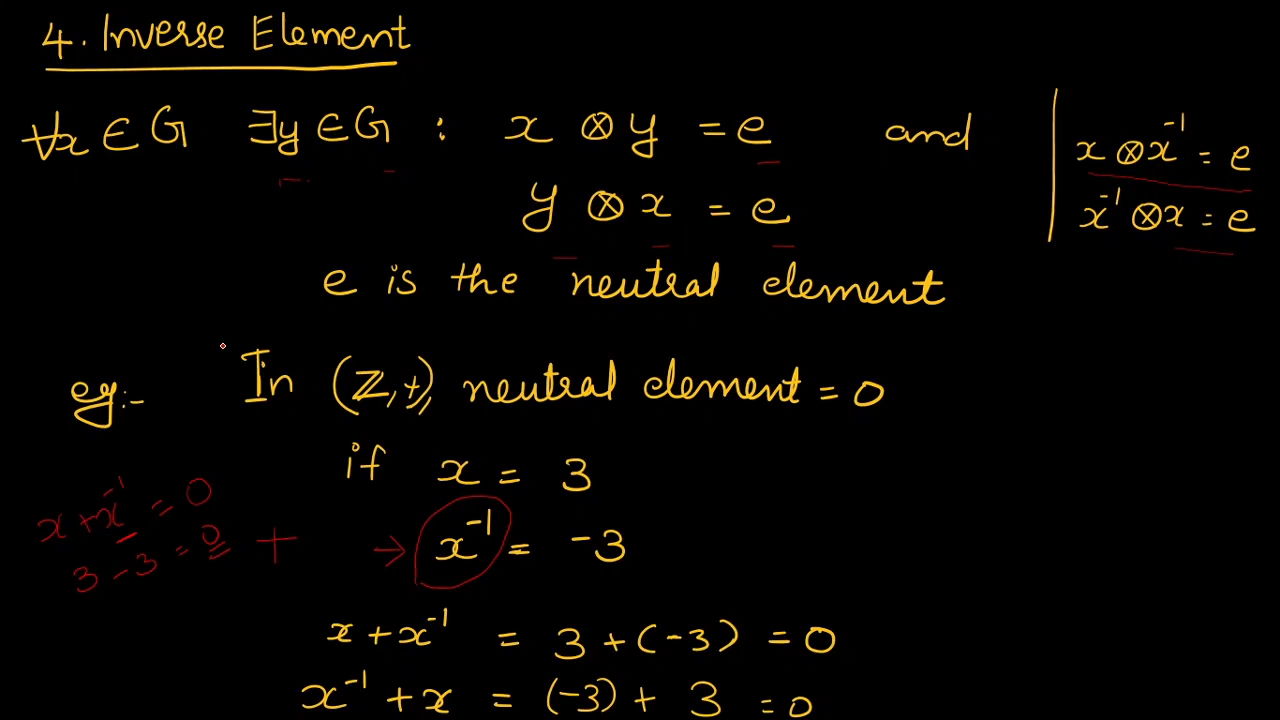 4. Inverse Element
∀x ∈ G ∃y ∈ G : x ⊗ y = e and
y ⊗ x = e
x ⊗ x⁻¹ = e
x⁻¹ ⊗ x = e
e is the neutral element
eg:- In (ℤ,+), neutral element = 0
if x = 3
→ x⁻¹ = -3
x + x⁻¹ = 0
3 - 3 = 0 +
x + x⁻¹ = 3 + (-3) = 0
x⁻¹ + x = (-3) + 3 = 0